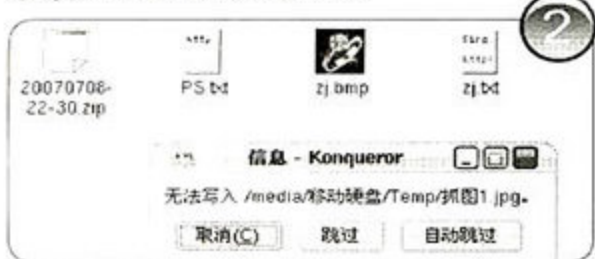 2
20070708-
22-30.zip
PS.txt
zj.bmp
zj.txt
信息 - Konqueror
无法写入 /media/移动硬盘/Temp/抓图1.jpg。
取消(C)
跳过
自动跳过